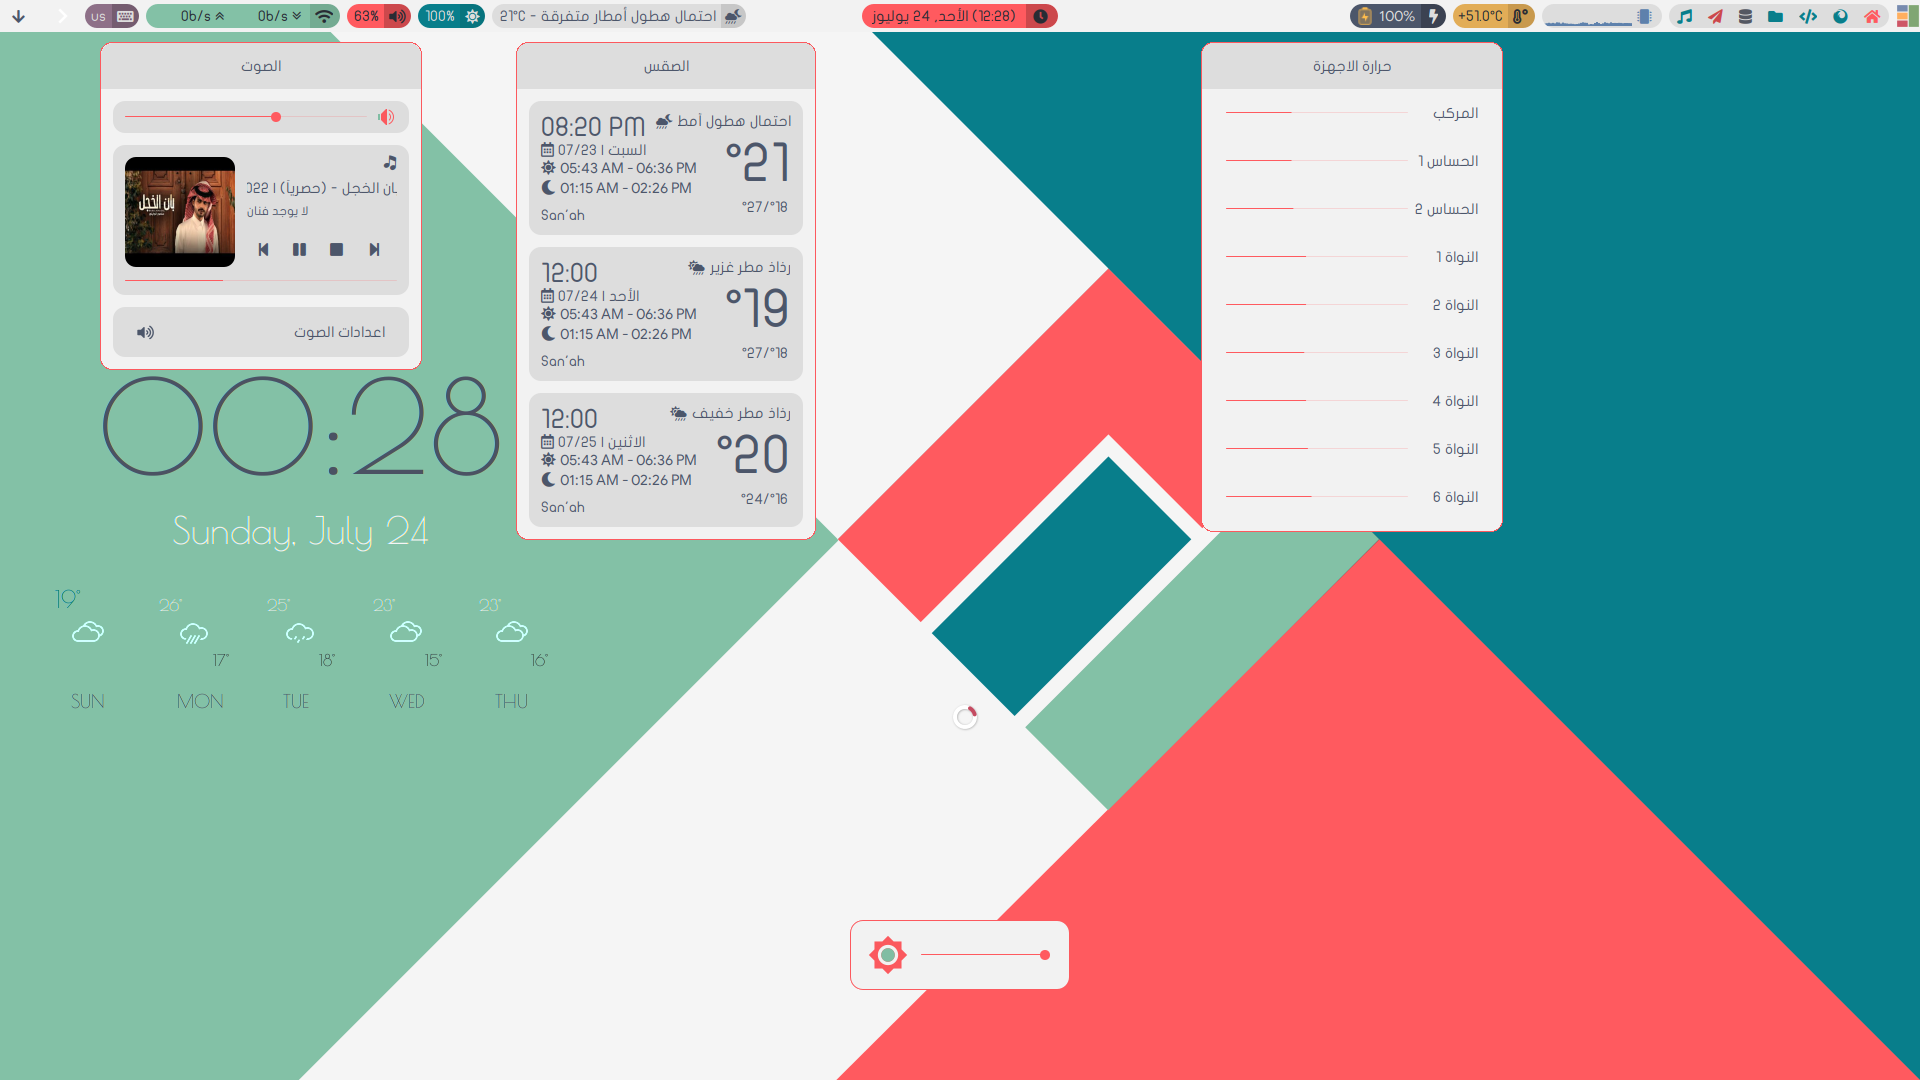 us
0b/s 0b/s
63%
100%
احتمال هطول أمطار متفرقة - 21°C
(12:28) الأحد, 24 يوليوز
100%
+51.0°C
الصوت
ـان الخجل - (حصرياً) | 2022
لا يوجد فنان
بان الخجل
اعدادات الصوت
00:28
Sunday, July 24
19°
26° 25° 23° 23°
17° 18° 15° 16°
SUN MON TUE WED THU
الصقس
08:20 PM احتمال هطول أمط
07/23 | السبت
°21
05:43 AM - 06:36 PM
01:15 AM - 02:26 PM
°27/°18
San'ah
12:00 رذاذ مطر غزير
07/24 | الأحد
°19
05:43 AM - 06:36 PM
01:15 AM - 02:26 PM
°27/°18
San'ah
12:00 رذاذ مطر خفيف
07/25 | الاثنين
°20
05:43 AM - 06:36 PM
01:15 AM - 02:26 PM
°24/°16
San'ah
حرارة الاجهزة
المركب
الحساس 1
الحساس 2
النواة 1
النواة 2
النواة 3
النواة 4
النواة 5
النواة 6